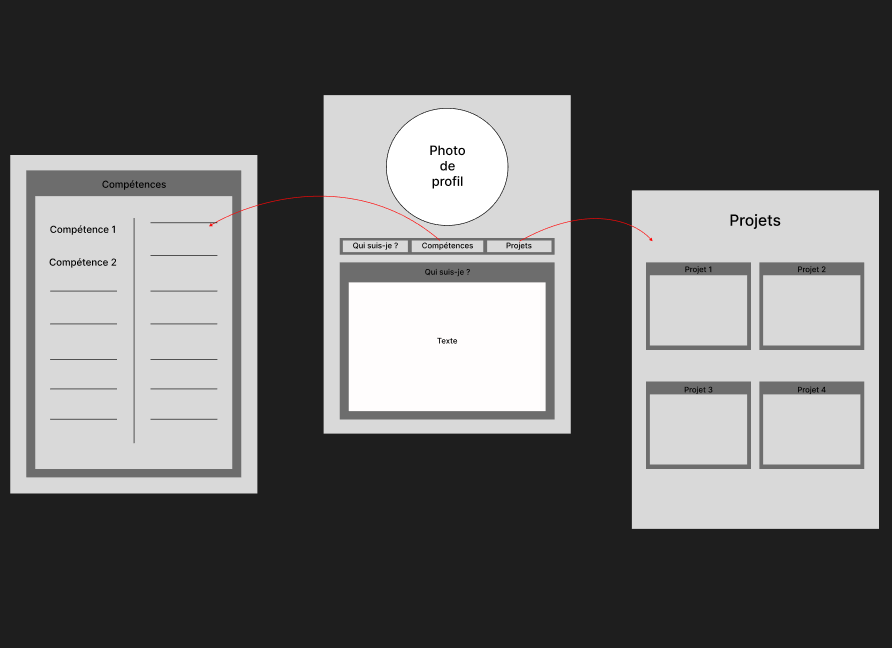 Compétences
Compétence 1
Compétence 2
Photo
de
profil
Qui suis-je ?
Compétences
Projets
Qui suis-je ?
Texte
Projets
Projet 1
Projet 2
Projet 3
Projet 4